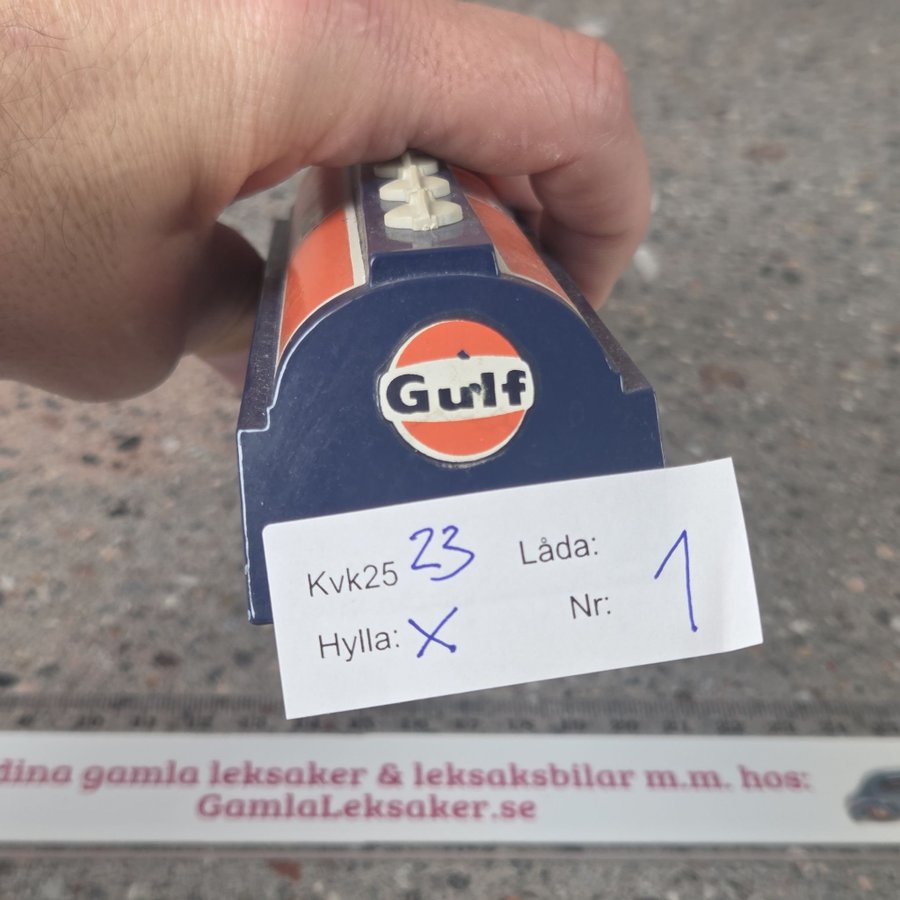 Gulf
Kvk25 23 Låda:
Hylla: X Nr: 1
dina gamla leksaker & leksaksbilar m.m. hos:
GamlaLeksaker.se